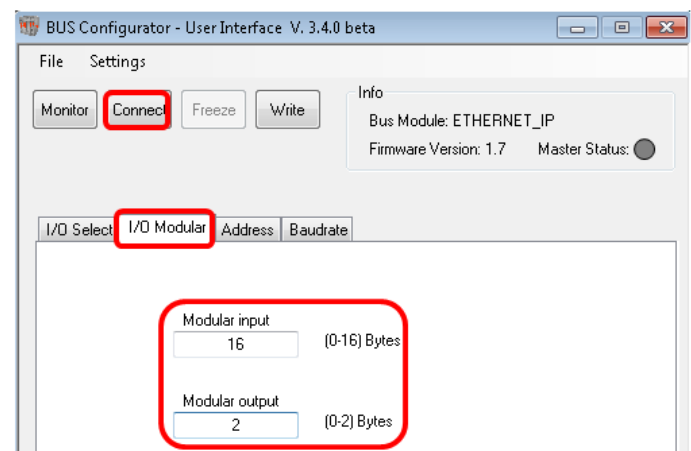 BUS Configurator - User Interface V. 3.4.0 beta
File Settings
Monitor Connect Freeze Write
Info
Bus Module: ETHERNET_IP
Firmware Version: 1.7 Master Status:
I/O Select I/O Modular Address Baudrate
Modular input
16 (0-16) Bytes
Modular output
2 (0-2) Bytes